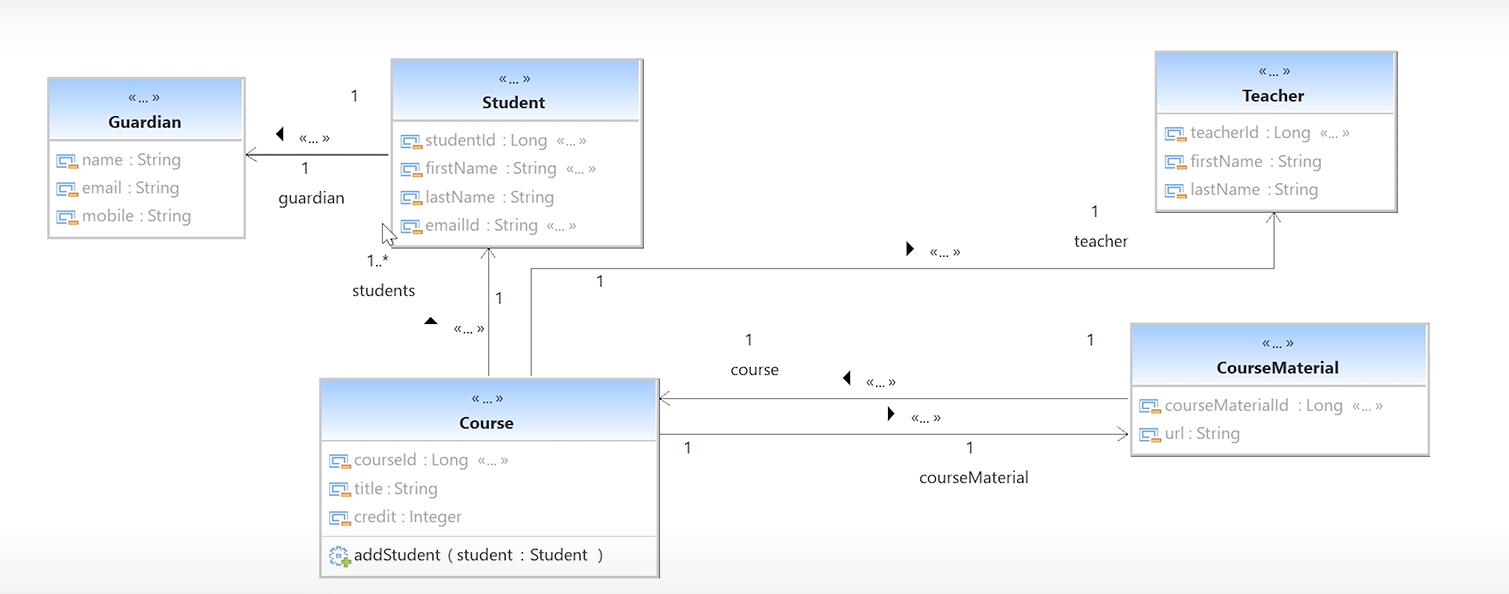 «... »
Guardian
name : String
email : String
mobile : String
1
«... »
1
guardian
«... »
Student
studentId : Long «... »
firstName : String «... »
lastName : String
emailId : String «... »
«... »
Teacher
teacherId : Long «... »
firstName : String
lastName : String
1..*
students
1
«... »
1
«... »
1
teacher
1
course
«... »
1
«... »
1
1
courseMaterial
«... »
Course
courseId : Long «... »
title : String
credit : Integer
addStudent ( student : Student )
«... »
CourseMaterial
courseMaterialId : Long «... »
url : String